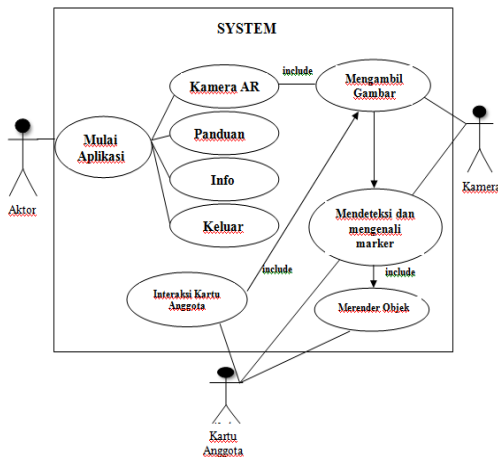 SYSTEM
include
Kamera AR
Mengambil
Gambar
Mulai
Aplikasi
Panduan
Aktor
Kamera
Info
Mendeteksi dan
mengenali
marker
Keluar
include
include
Interaksi Kartu
Anggota
Merender Objek
Kartu
Anggota